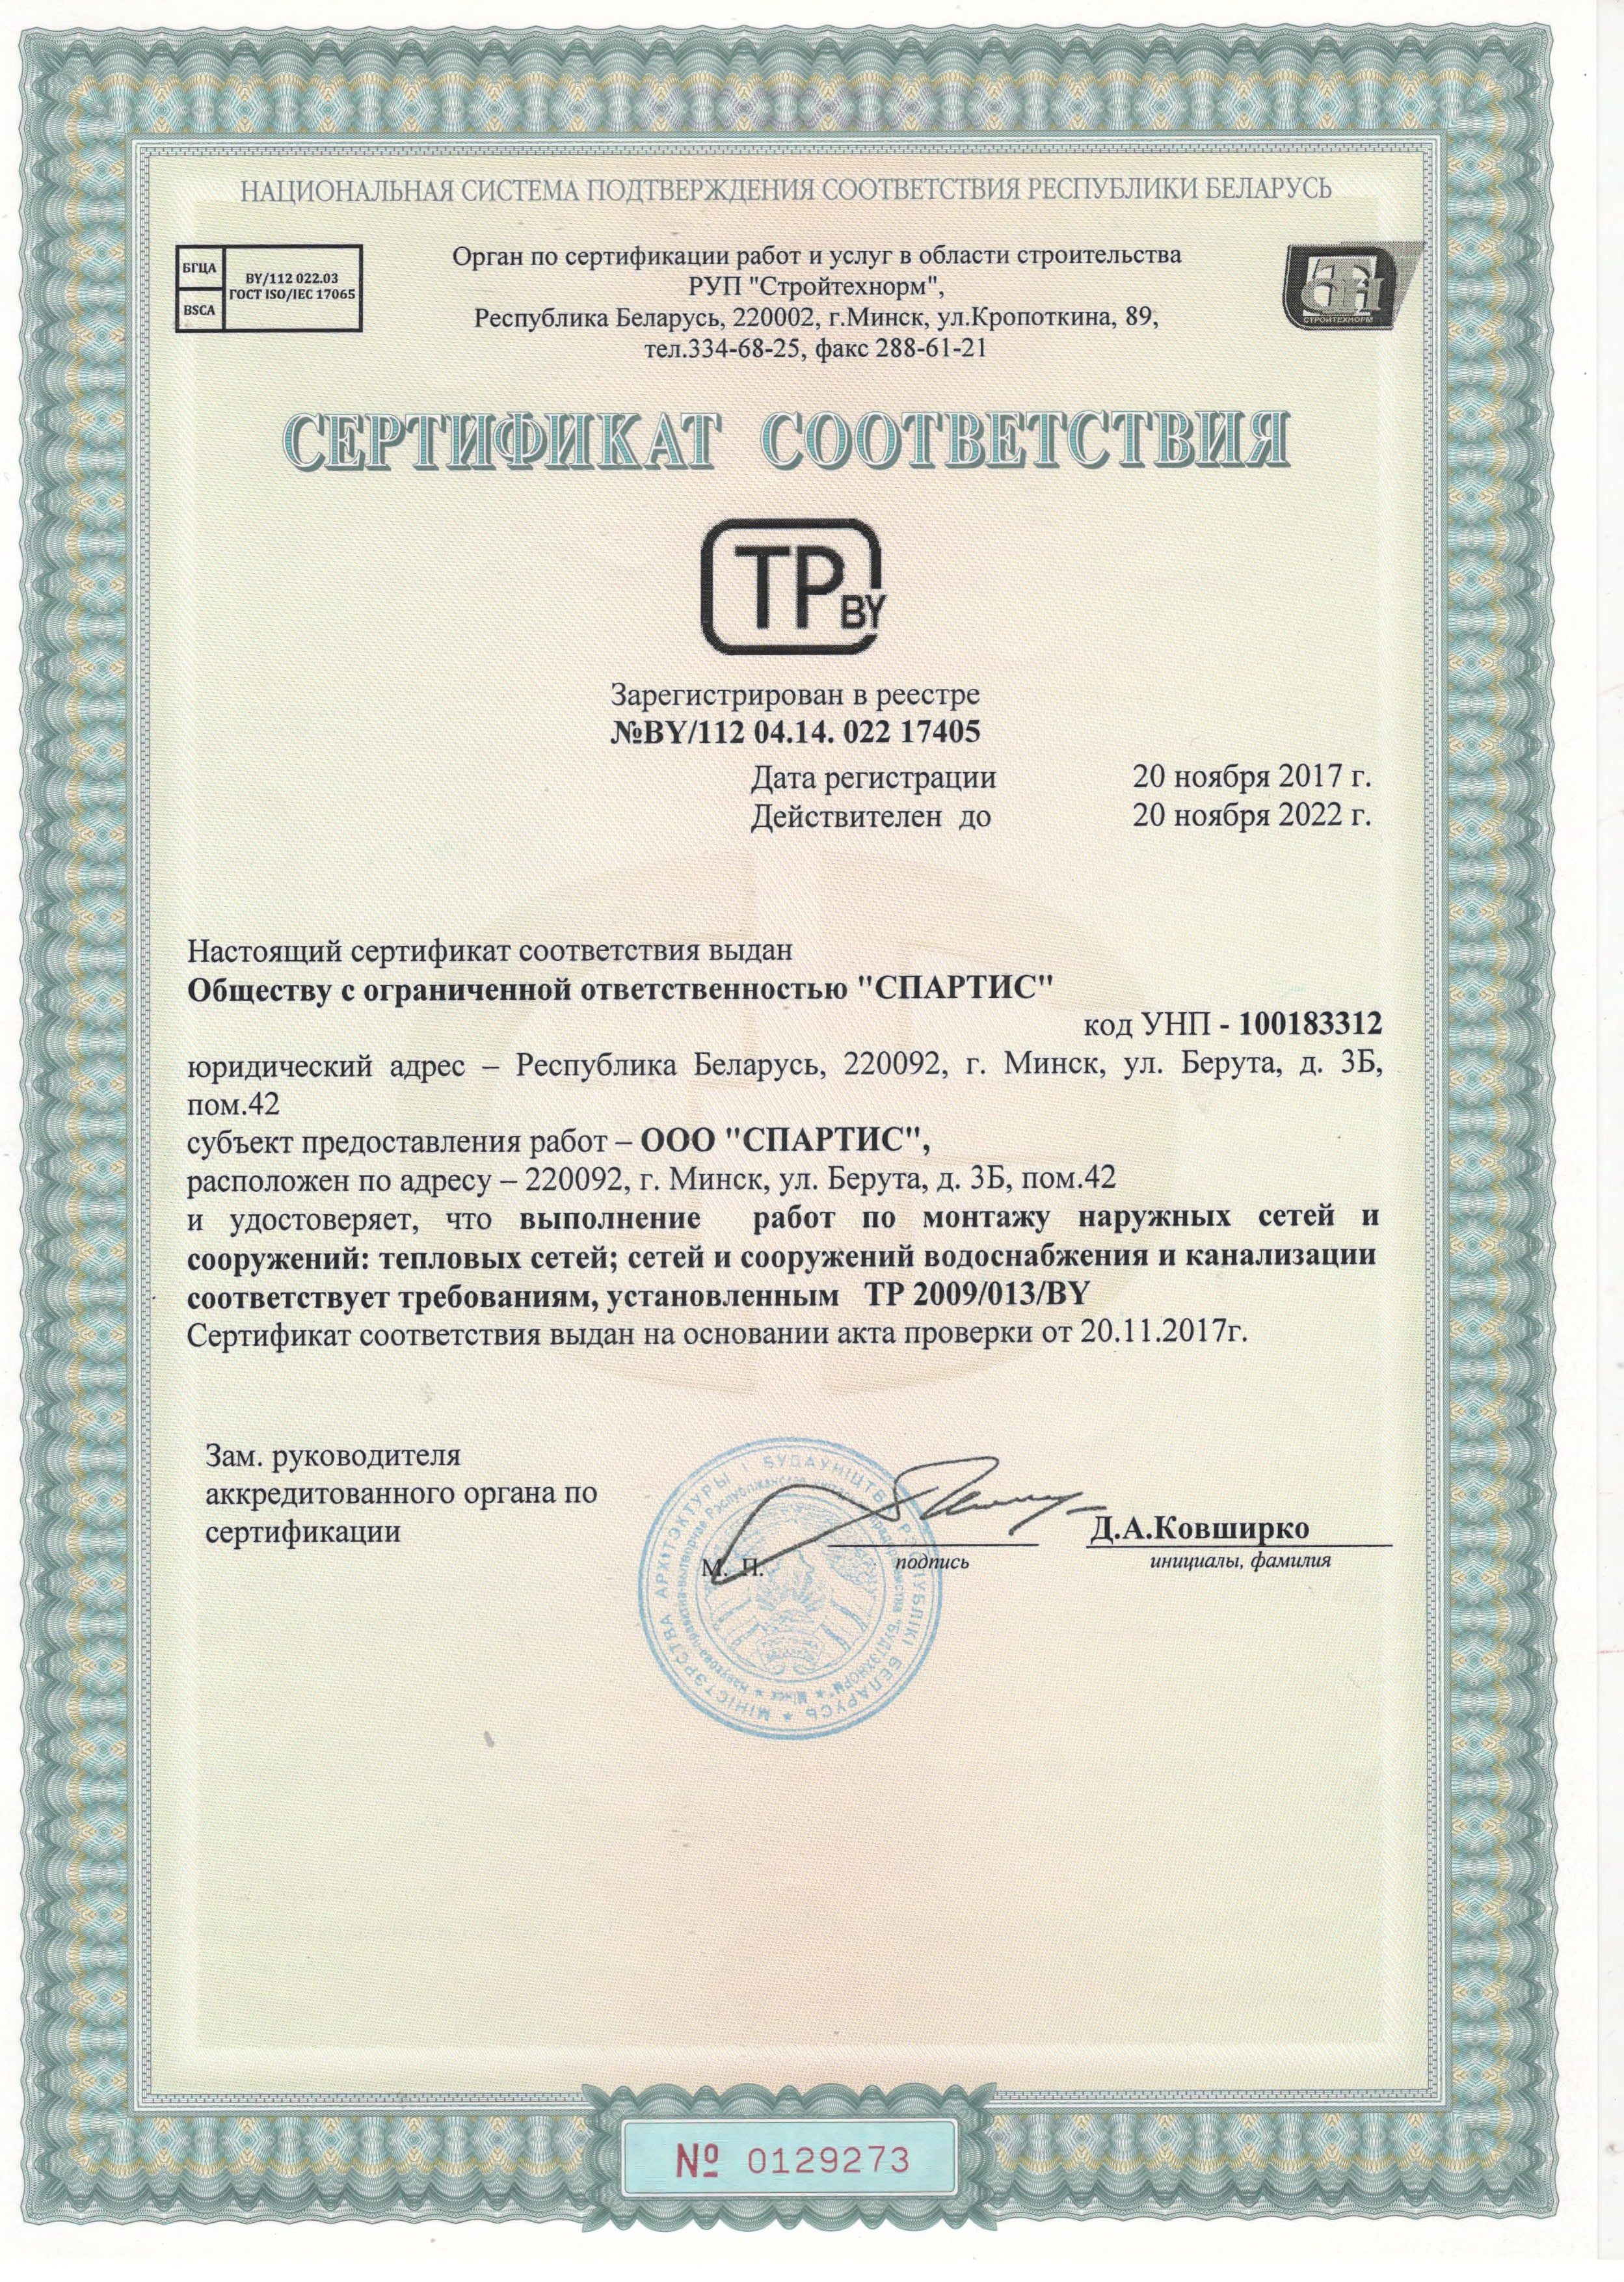 НАЦИОНАЛЬНАЯ СИСТЕМА ПОДТВЕРЖДЕНИЯ СООТВЕТСТВИЯ РЕСПУБЛИКИ БЕЛАРУСЬ
БГЦА
BSCA
BY/112 022.03
ГОСТ ISO/IEC 17065
Орган по сертификации работ и услуг в области строительства
РУП "Стройтехнорм",
Республика Беларусь, 220002, г.Минск, ул.Кропоткина, 89,
тел.334-68-25, факс 288-61-21
СТРОЙТЕХНОРМ
СЕРТИФИКАТ СООТВЕТСТВИЯ
ТР BY
Зарегистрирован в реестре
№BY/112 04.14. 022 17405
Дата регистрации 20 ноября 2017 г.
Действителен до 20 ноября 2022 г.
Настоящий сертификат соответствия выдан
Обществу с ограниченной ответственностью "СПАРТИС"
код УНП - 100183312
юридический адрес – Республика Беларусь, 220092, г. Минск, ул. Берута, д. 3Б,
пом.42
субъект предоставления работ – ООО "СПАРТИС",
расположен по адресу – 220092, г. Минск, ул. Берута, д. 3Б, пом.42
и удостоверяет, что выполнение работ по монтажу наружных сетей и
сооружений: тепловых сетей; сетей и сооружений водоснабжения и канализации
соответствует требованиям, установленным ТР 2009/013/BY
Сертификат соответствия выдан на основании акта проверки от 20.11.2017г.
Зам. руководителя
аккредитованного органа по
сертификации
М. П.
подпись
Д.А.Ковширко
инициалы, фамилия
МІНІСТЭРСТВА АРХІТЭКТУРЫ І БУДАЎНІЦТВА РЭСПУБЛІКІ БЕЛАРУСЬ
№ 0129273